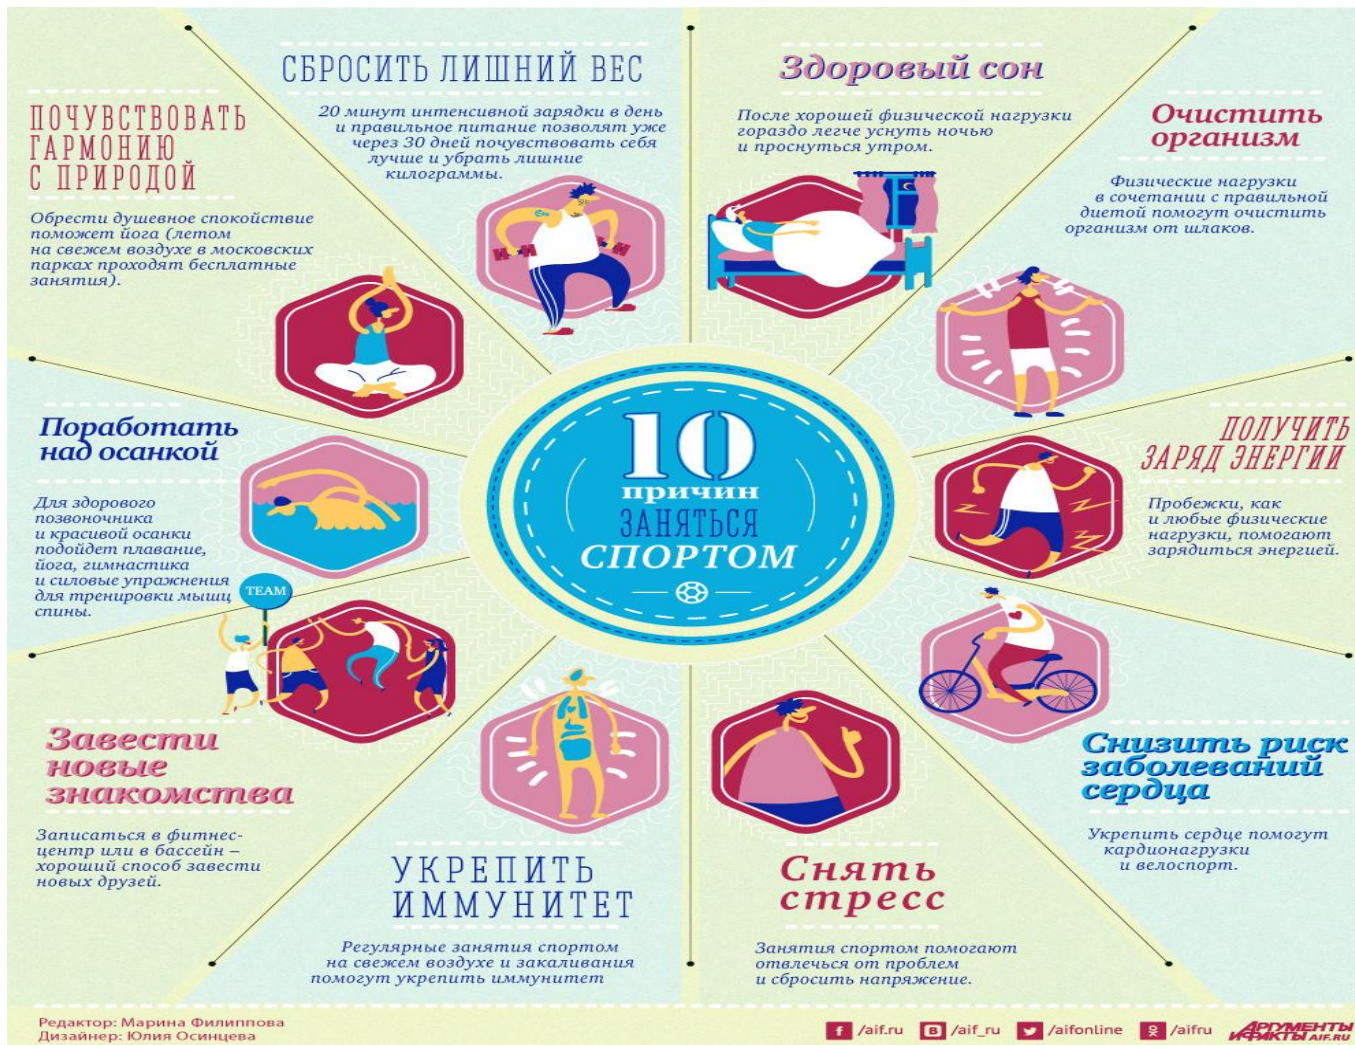 10
причин
ЗАНЯТЬСЯ
СПОРТОМ
СБРОСИТЬ ЛИШНИЙ ВЕС
20 минут интенсивной зарядки в день
и правильное питание позволят уже
через 30 дней почувствовать себя
лучше и убрать лишние
килограммы.
Здоровый сон
После хорошей физической нагрузки
гораздо легче уснуть ночью
и проснуться утром.
Очистить
организм
Физические нагрузки
в сочетании с правильной
диетой помогут очистить
организм от шлаков.
ПОЛУЧИТЬ
ЗАРЯД ЭНЕРГИИ
Пробежки, как
и любые физические
нагрузки, помогают
зарядиться энергией.
Снизить риск
заболеваний
сердца
Укрепить сердце помогут
кардионагрузки
и велоспорт.
Снять
стресс
Занятия спортом помогают
отвлечься от проблем
и сбросить напряжение.
УКРЕПИТЬ
ИММУНИТЕТ
Регулярные занятия спортом
на свежем воздухе и закаливания
помогут укрепить иммунитет
TEAM
Завести
новые
знакомства
Записаться в фитнес-
центр или в бассейн –
хороший способ завести
новых друзей.
Поработать
над осанкой
Для здорового
позвоночника
и красивой осанки
подойдет плавание,
йога, гимнастика
и силовые упражнения
для тренировки мышц
спины.
ПОЧУВСТВОВАТЬ
ГАРМОНИЮ
С ПРИРОДОЙ
Обрести душевное спокойствие
поможет йога (летом
на свежем воздухе в московских
парках проходят бесплатные
занятия).
Редактор: Марина Филиппова
Дизайнер: Юлия Осинцева
f /aif.ru B /aif_ru /aifonline /aifru
АРГУМЕНТЫ
И ФАКТЫ AIF.RU